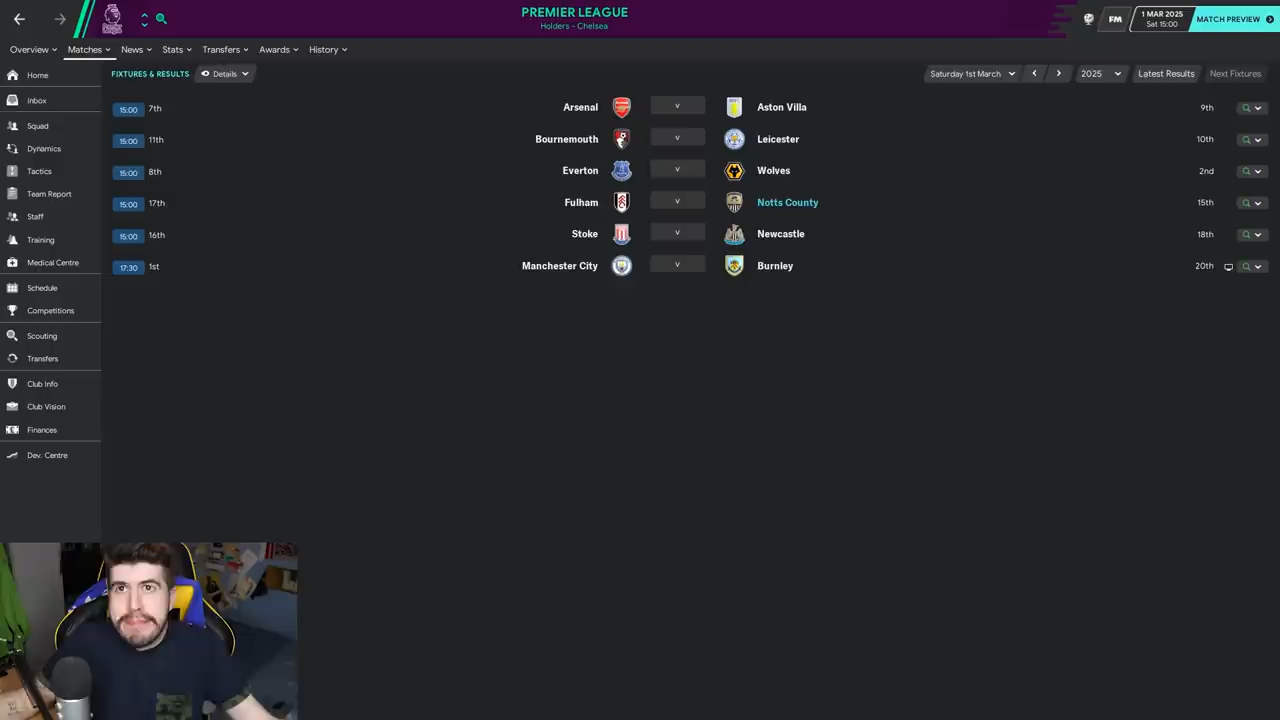 PREMIER LEAGUE
Holders - Chelsea
FM
1 MAR 2025
Sat 15:00
MATCH PREVIEW
Overview
Matches
News
Stats
Transfers
Awards
History
Home
Inbox
Squad
Dynamics
Tactics
Team Report
Staff
Training
Medical Centre
Schedule
Competitions
Scouting
Transfers
Club Info
Club Vision
Finances
Dev. Centre
FIXTURES & RESULTS
Details
Saturday 1st March
2025
Latest Results
Next Fixtures
15:00 7th Arsenal v Aston Villa 9th
15:00 11th Bournemouth v Leicester 10th
15:00 8th Everton v Wolves 2nd
15:00 17th Fulham v Notts County 15th
15:00 16th Stoke v Newcastle 18th
17:30 1st Manchester City v Burnley 20th